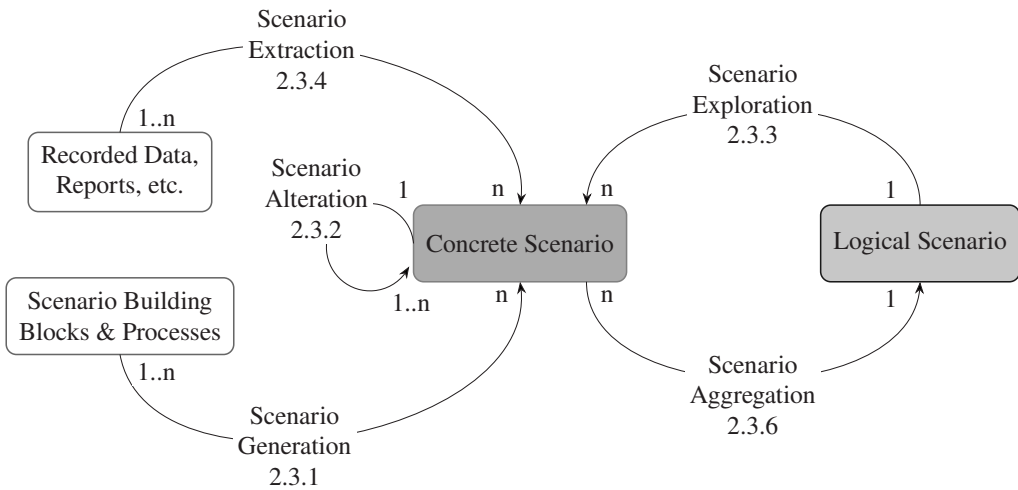 Scenario
Extraction
2.3.4
1..n
Recorded Data,
Reports, etc.
Scenario
Alteration
2.3.2
1
1..n
n
Scenario
Exploration
2.3.3
n
1
Concrete Scenario
Logical Scenario
Scenario Building
Blocks & Processes
1..n
Scenario
Generation
2.3.1
n
n
Scenario
Aggregation
2.3.6
1